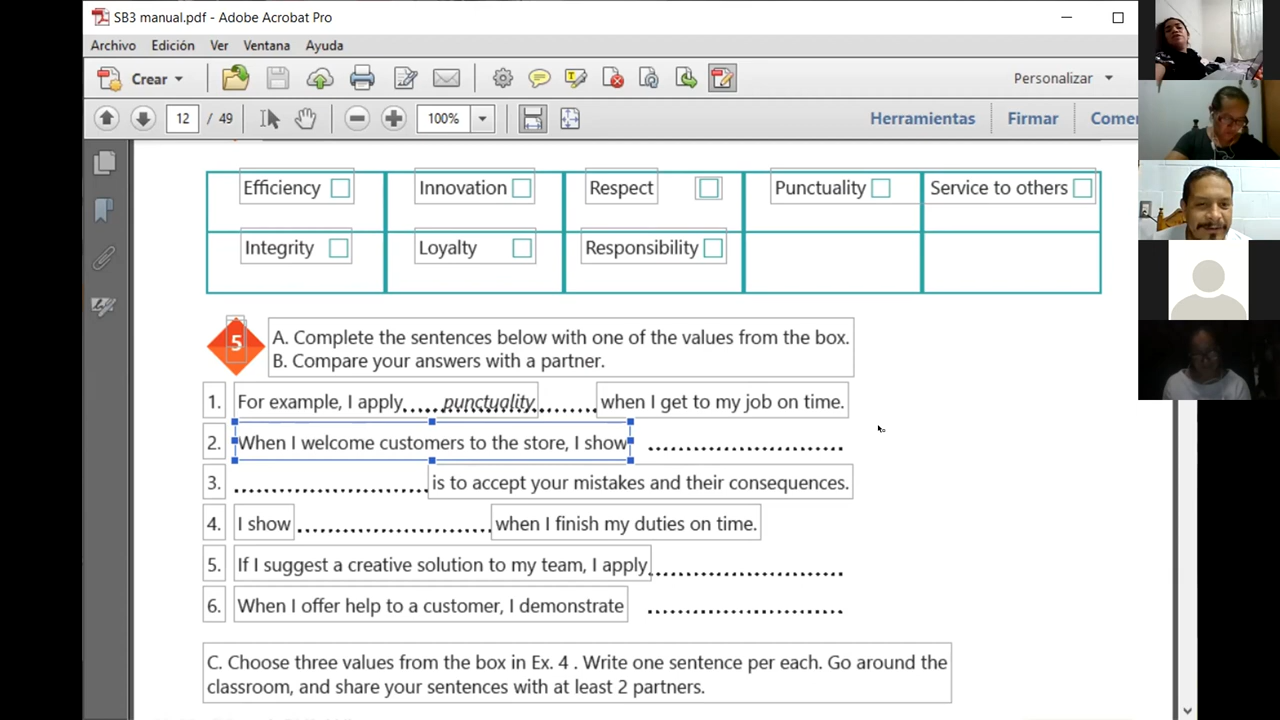 SB3 manual.pdf - Adobe Acrobat Pro
Archivo Edición Ver Ventana Ayuda
Crear Personalizar
12 / 49 100% Herramientas Firmar Comer
Efficiency Innovation Respect Punctuality Service to others
Integrity Loyalty Responsibility
5 A. Complete the sentences below with one of the values from the box.
B. Compare your answers with a partner.
1. For example, I apply......punctuality.......... when I get to my job on time.
2. When I welcome customers to the store, I show ..............................
3. .............................. is to accept your mistakes and their consequences.
4. I show .............................. when I finish my duties on time.
5. If I suggest a creative solution to my team, I apply..............................
6. When I offer help to a customer, I demonstrate ..............................
C. Choose three values from the box in Ex. 4 . Write one sentence per each. Go around the
classroom, and share your sentences with at least 2 partners.